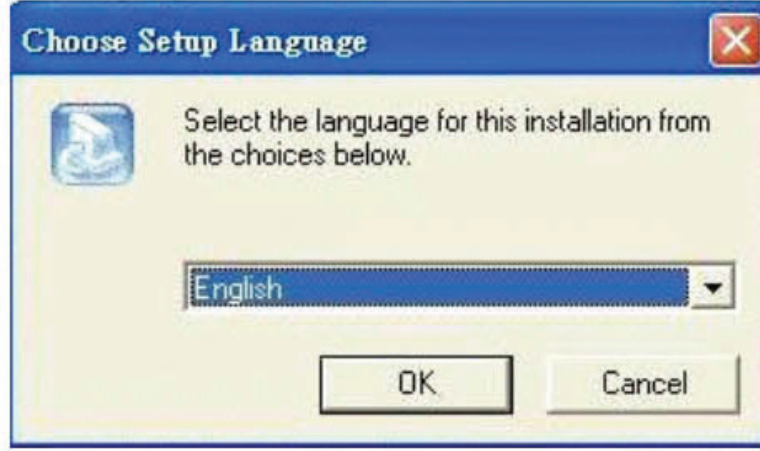 Choose Setup Language
Select the language for this installation from
the choices below.
English
OK
Cancel